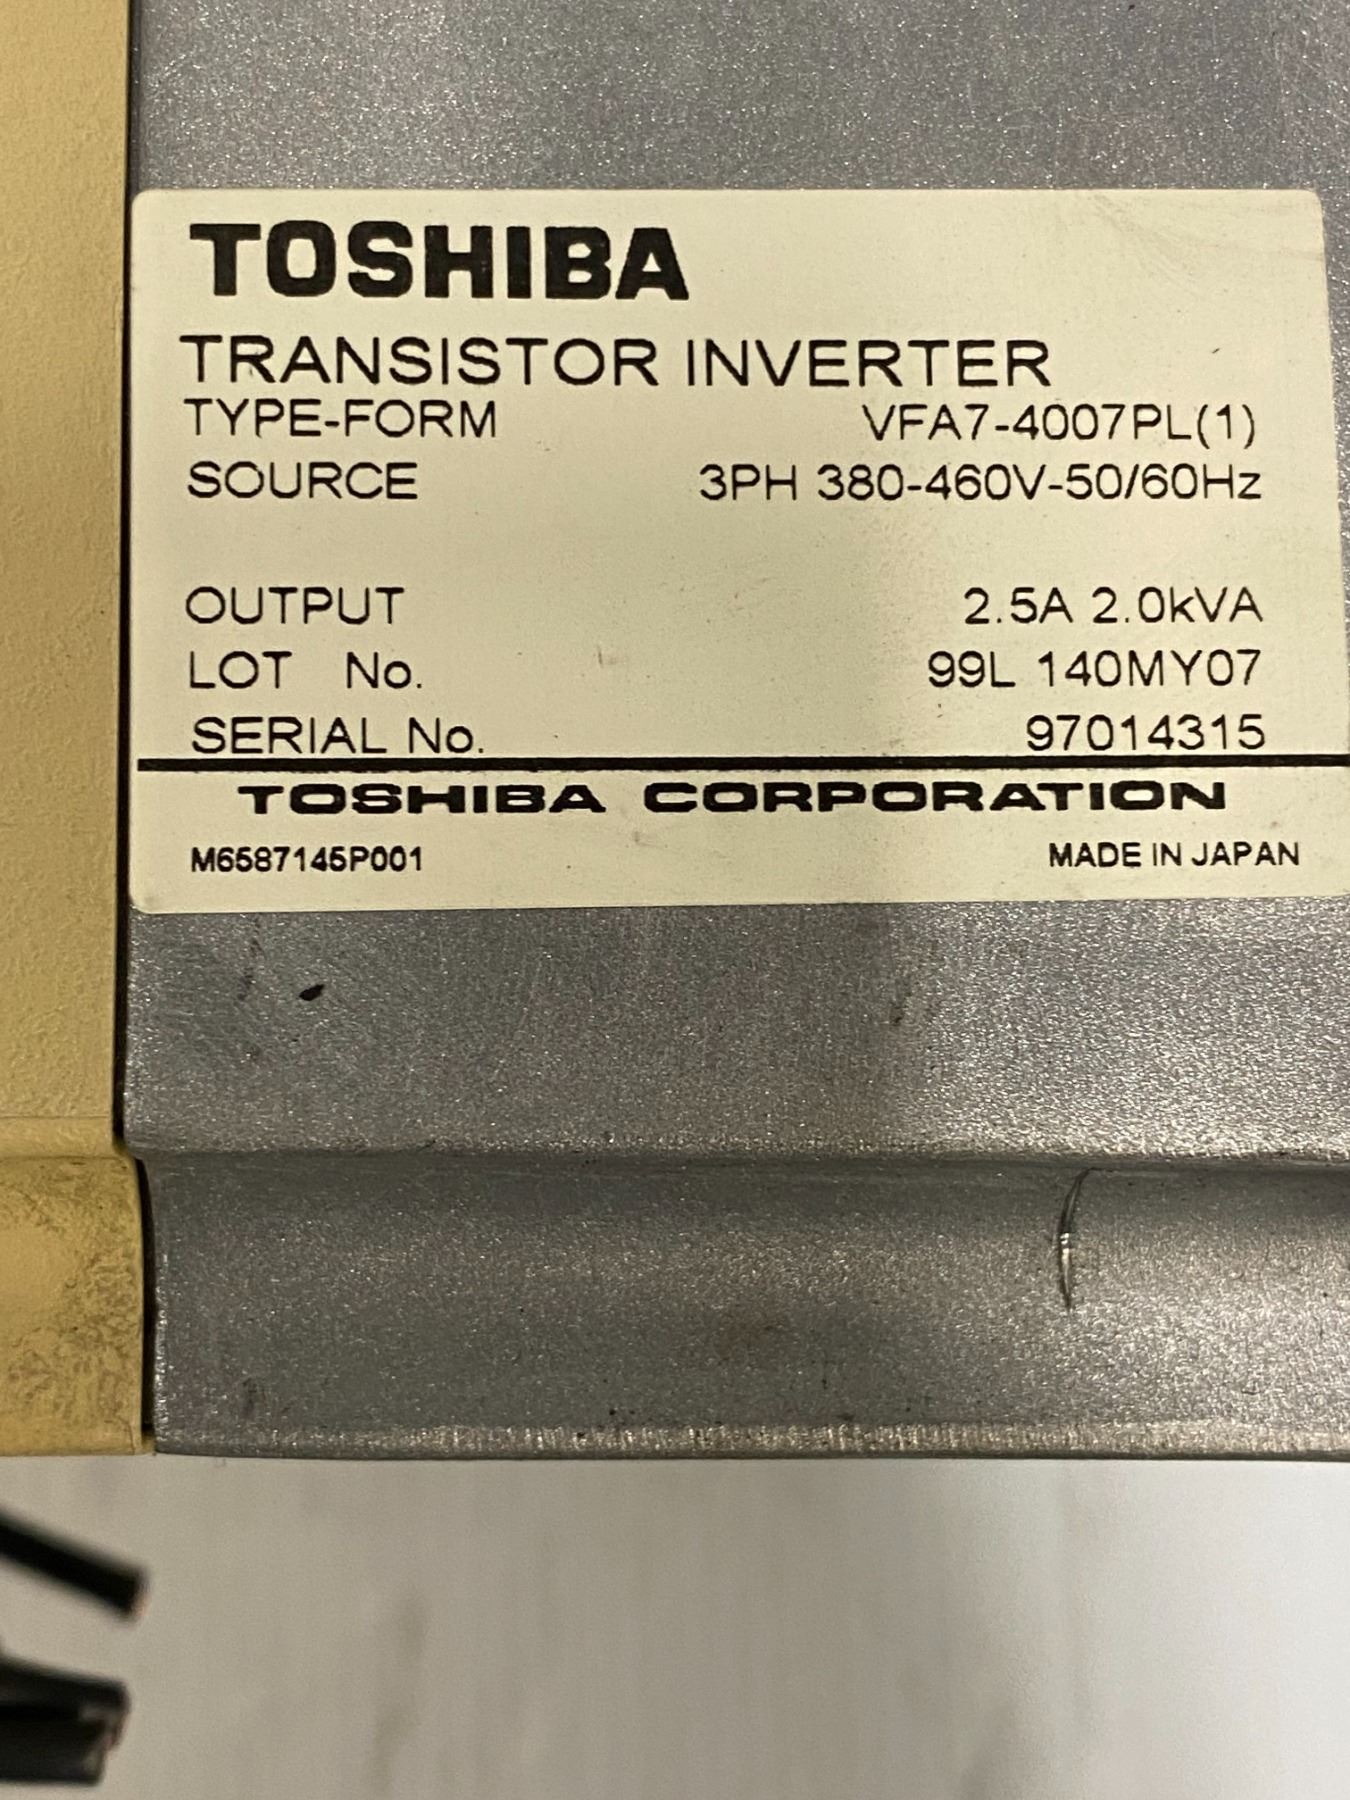 TOSHIBA
TRANSISTOR INVERTER
TYPE-FORM VFA7-4007PL(1)
SOURCE 3PH 380-460V-50/60Hz
OUTPUT 2.5A 2.0kVA
LOT No. 99L 140MY07
SERIAL No. 97014315
TOSHIBA CORPORATION
M6587145P001 MADE IN JAPAN